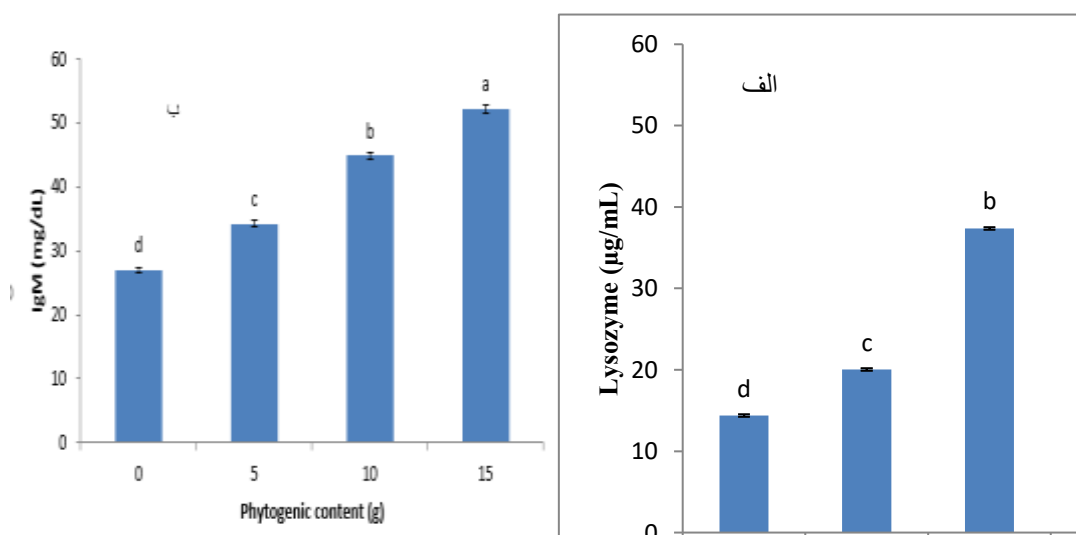 IgM (mg/dL)
60
50
40
30
20
10
0
ب
d
c
b
a
0 5 10 15
Phytogenic content (g)
Lysozyme (µg/mL)
60
50
40
30
20
10
0
الف
d
c
b